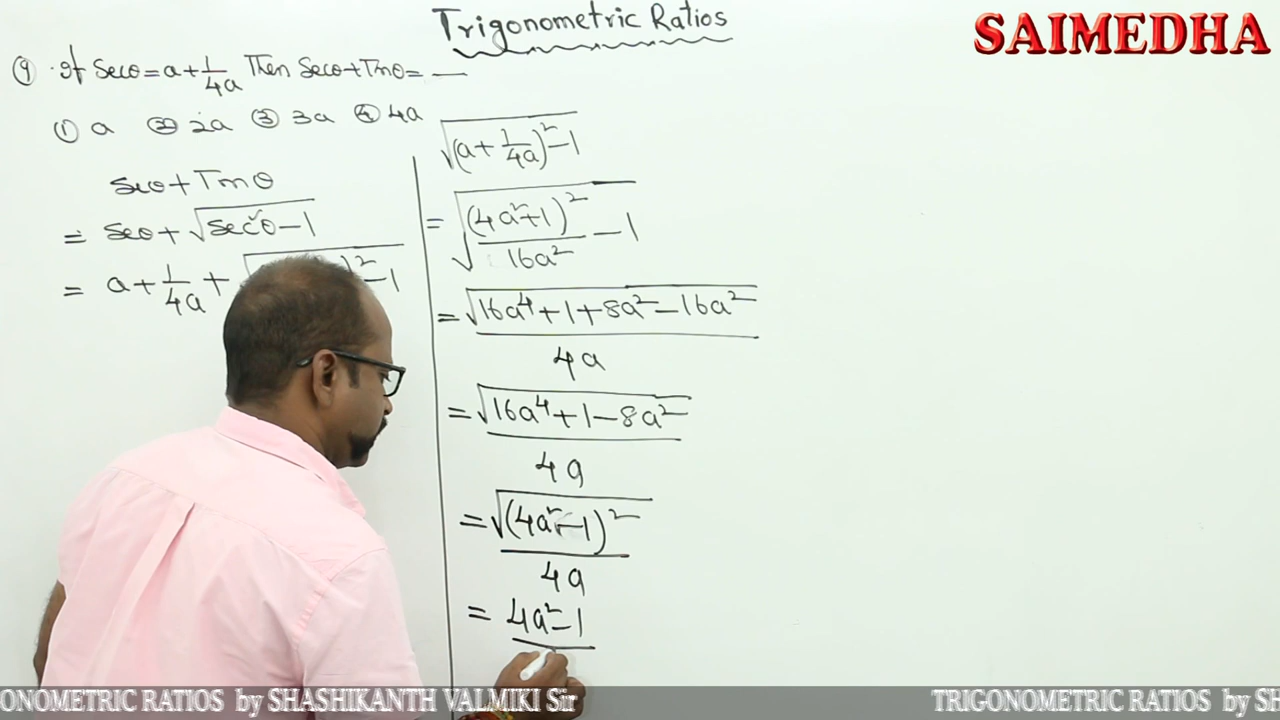 Trigonometric Ratios
SAIMEDHA
⑨ If Secθ = a + 1/4a Then Secθ + Tanθ = —
① a ② 2a ③ 3a ④ 4a
Secθ + Tanθ
= Secθ + √(Sec²θ − 1)
= a + 1/4a + )² − 1
√((a + 1/4a)² − 1)
= √((4a² + 1)²/16a² − 1)
= √(16a⁴ + 1 + 8a² − 16a²)/4a
= √(16a⁴ + 1 − 8a²)/4a
= √((4a² − 1)²)/4a
= 4a² − 1
ONOMETRIC RATIOS by SHASHIKANTH VALMIKI Sir
TRIGONOMETRIC RATIOS by SH